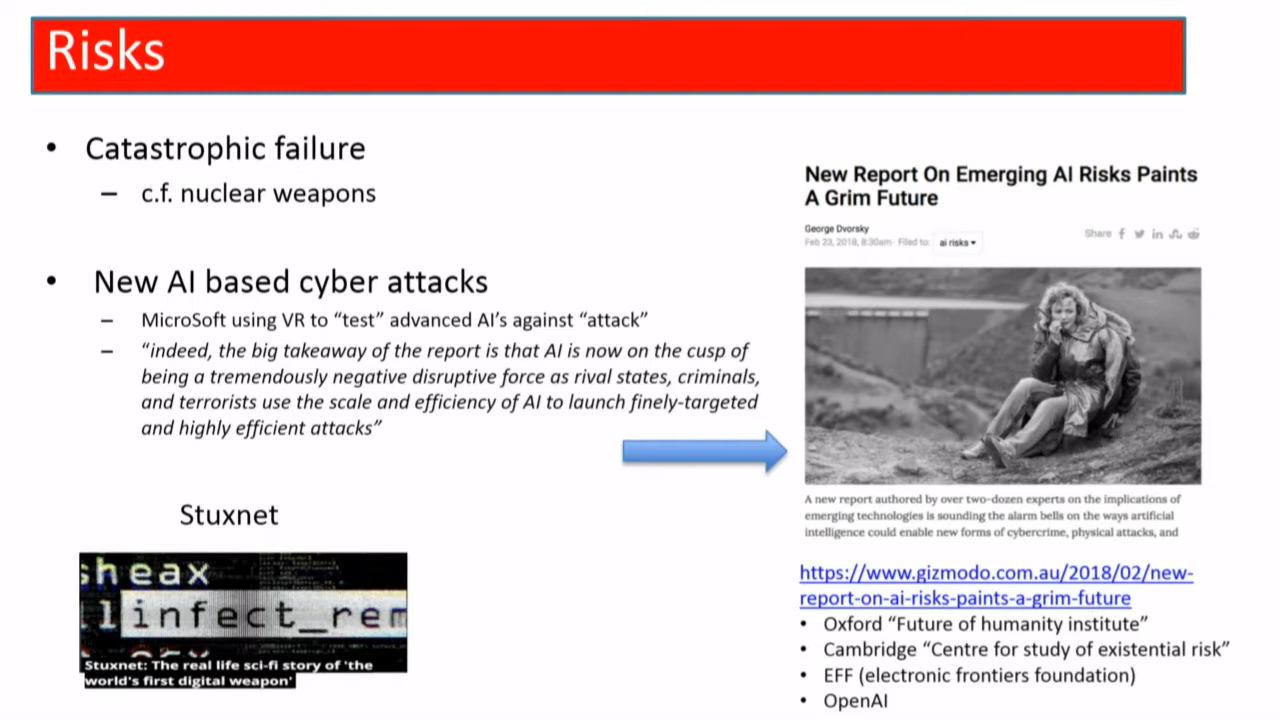 Risks
• Catastrophic failure
– c.f. nuclear weapons
• New AI based cyber attacks
– MicroSoft using VR to “test” advanced AI’s against “attack”
– “indeed, the big takeaway of the report is that AI is now on the cusp of
being a tremendously negative disruptive force as rival states, criminals,
and terrorists use the scale and efficiency of AI to launch finely-targeted
and highly efficient attacks”
Stuxnet
sheax
infect_rem
Stuxnet: The real life sci-fi story of 'the
world's first digital weapon'
New Report On Emerging AI Risks Paints
A Grim Future
George Dvorsky
Feb 23, 2018, 8:30am · Filed to: ai risks
Share
A new report authored by over two-dozen experts on the implications of
emerging technologies is sounding the alarm bells on the ways artificial
intelligence could enable new forms of cybercrime, physical attacks, and
https://www.gizmodo.com.au/2018/02/new-
report-on-ai-risks-paints-a-grim-future
• Oxford “Future of humanity institute”
• Cambridge “Centre for study of existential risk”
• EFF (electronic frontiers foundation)
• OpenAI